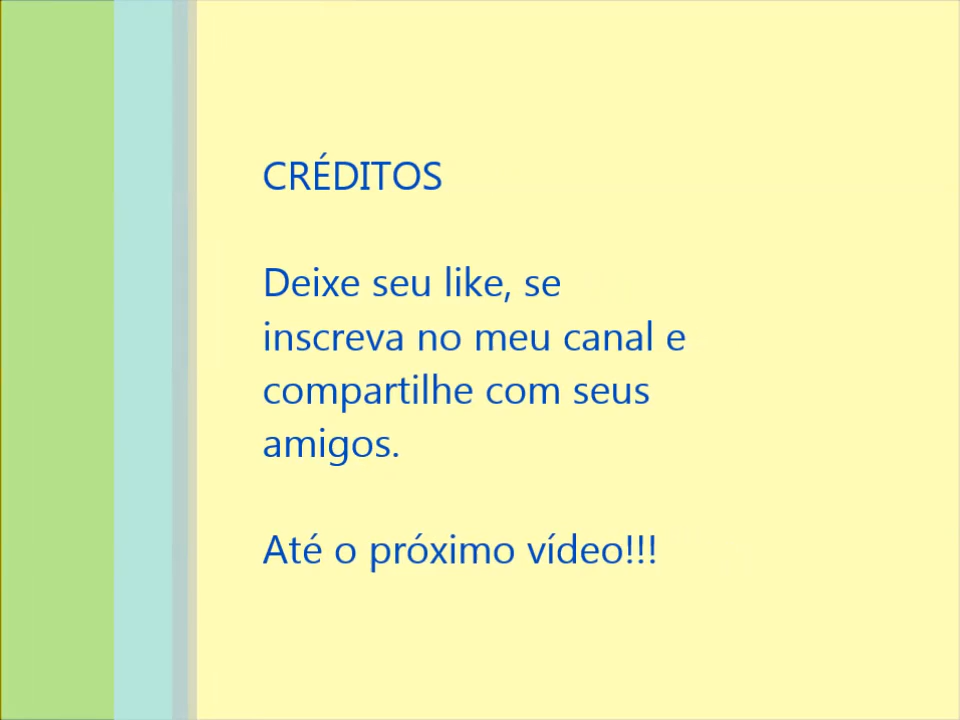 CRÉDITOS
Deixe seu like, se
inscreva no meu canal e
compartilhe com seus
amigos.
Até o próximo vídeo!!!